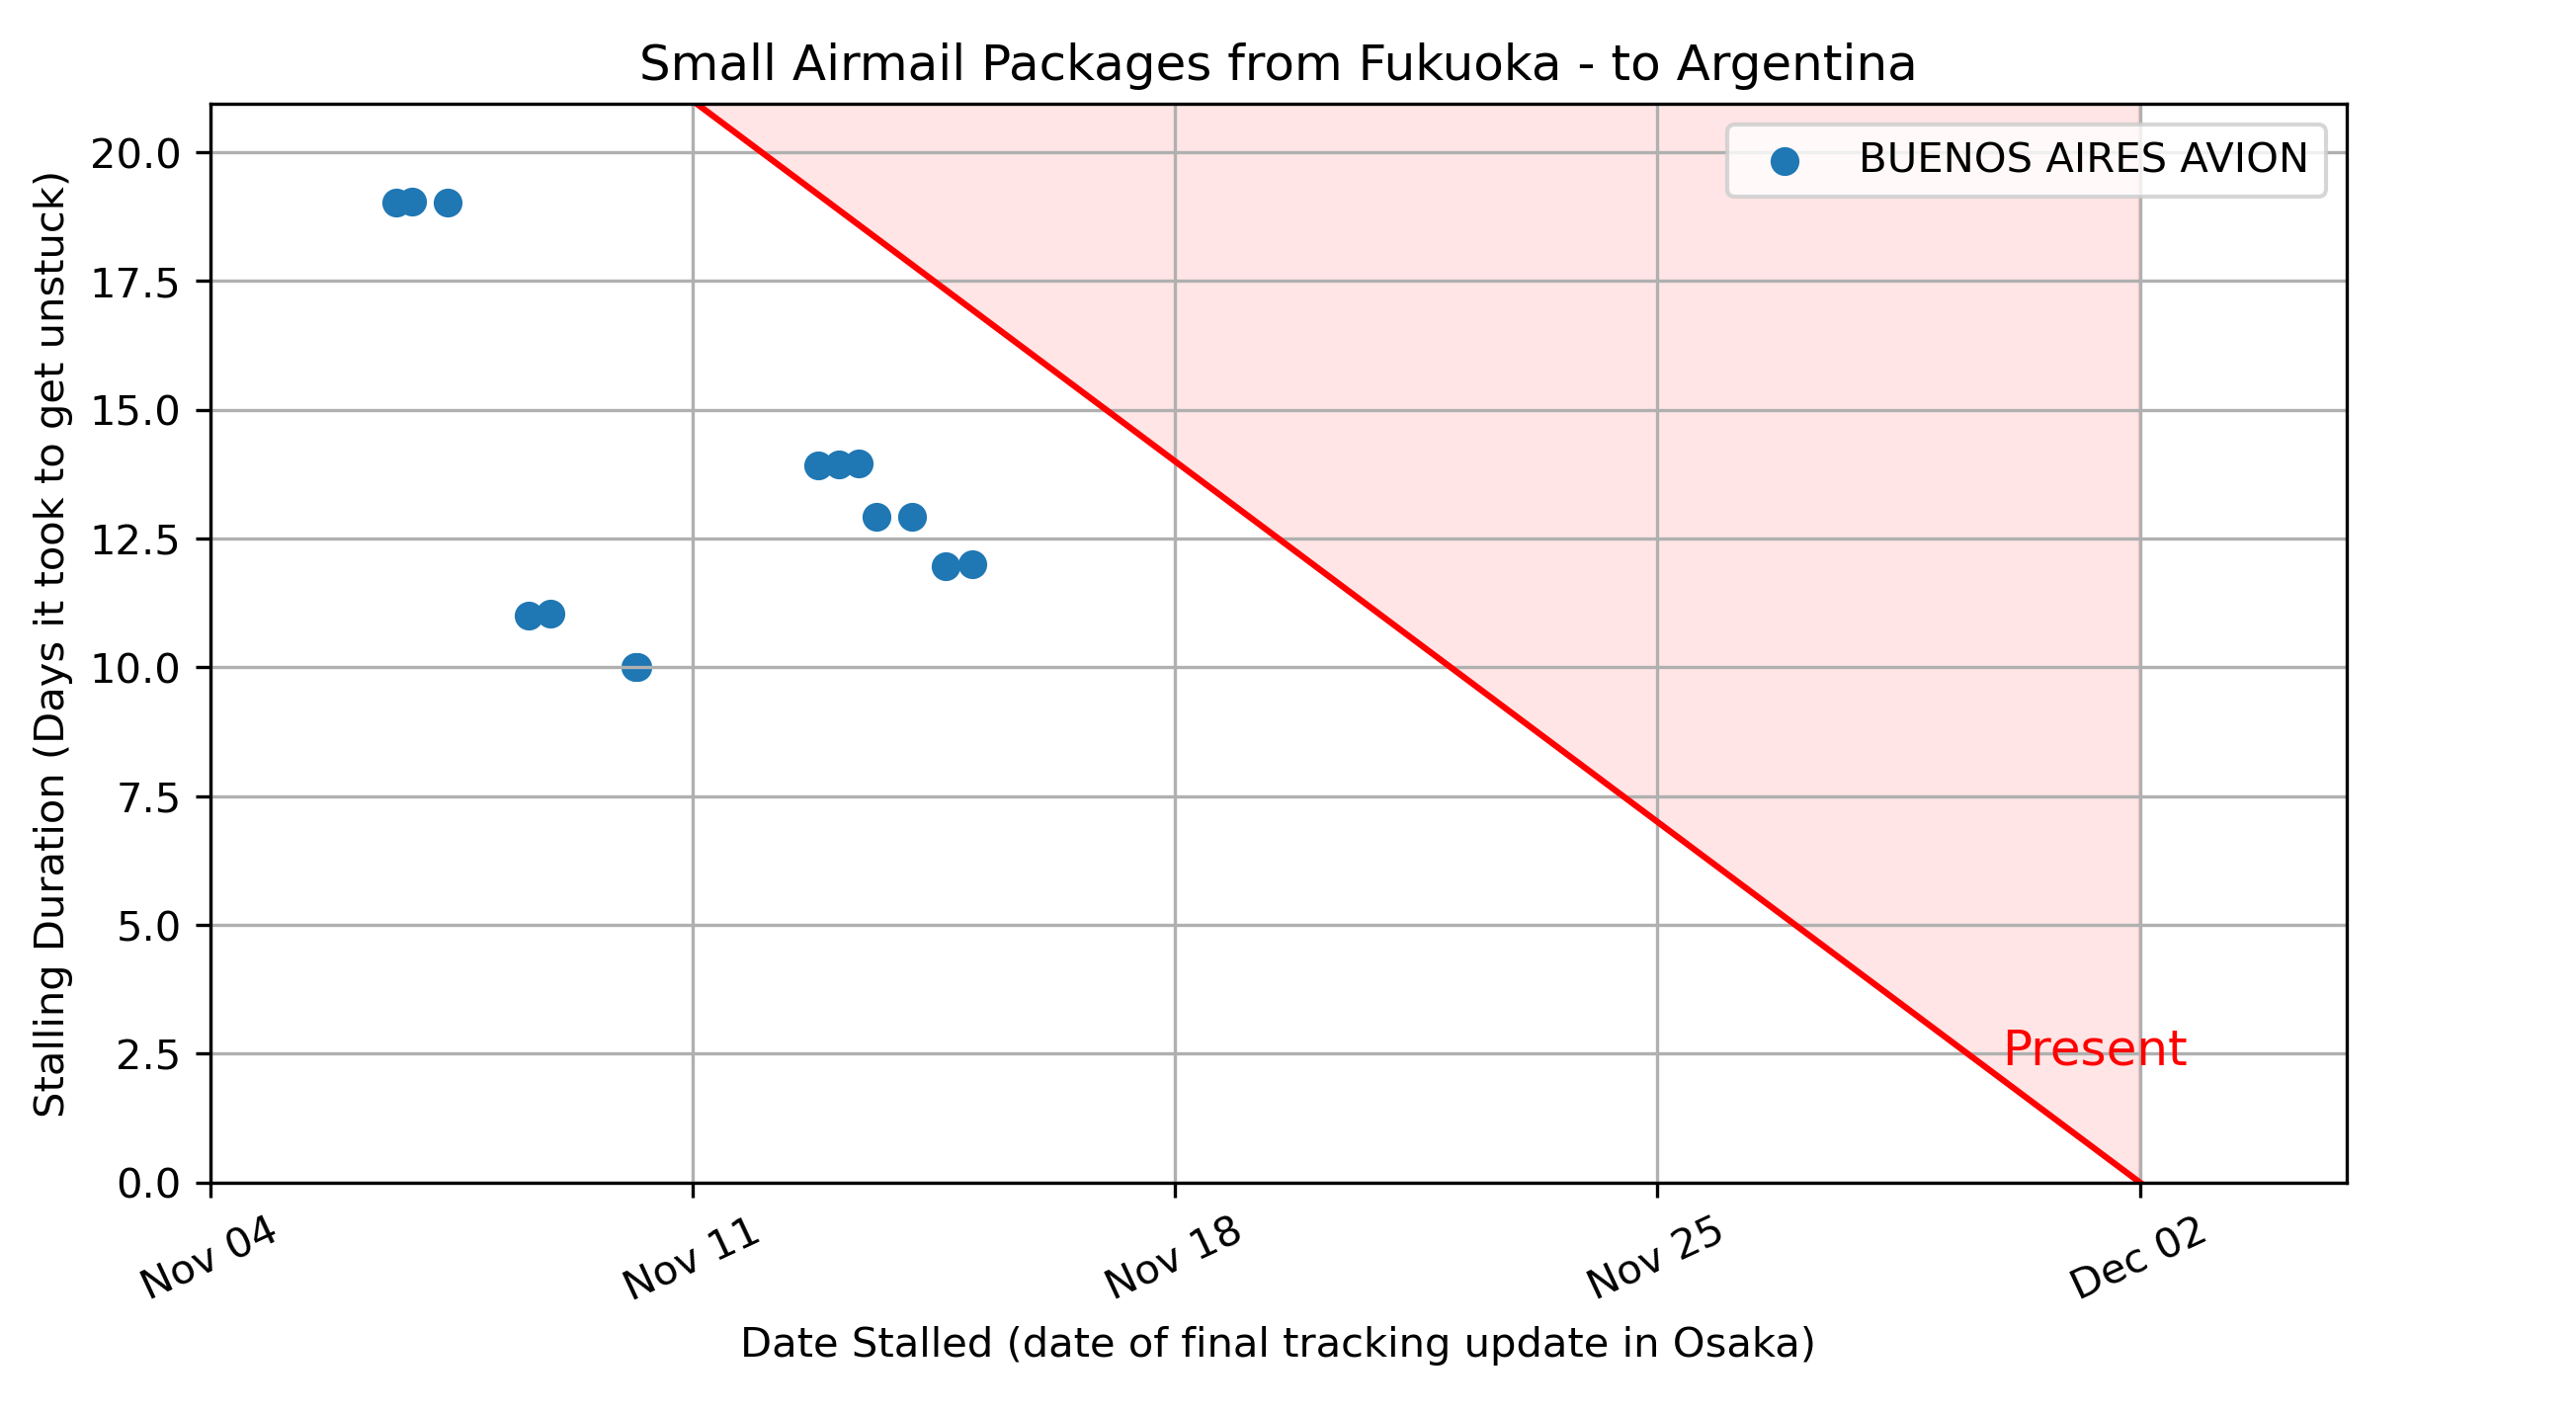 Small Airmail Packages from Fukuoka - to Argentina
BUENOS AIRES AVION
Stalling Duration (Days it took to get unstuck)
20.0
17.5
15.0
12.5
10.0
7.5
5.0
2.5
0.0
Present
Nov 04
Nov 11
Nov 18
Nov 25
Dec 02
Date Stalled (date of final tracking update in Osaka)